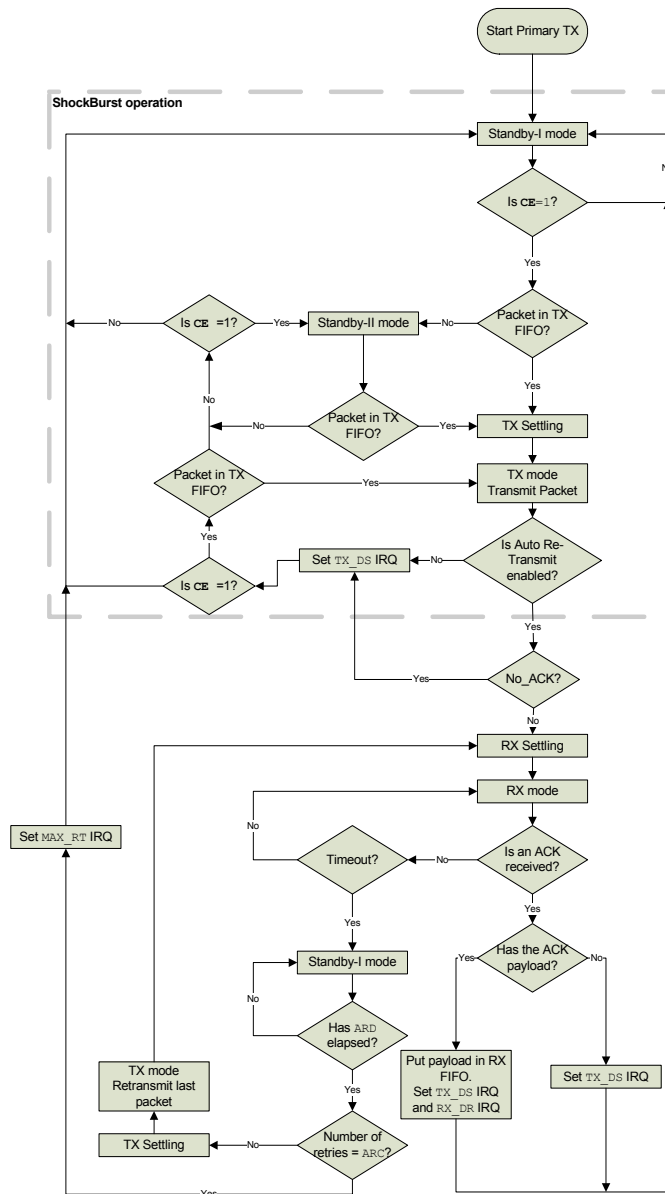 Start Primary TX
ShockBurst operation
Standby-I mode
Is CE=1?
Yes
No
Is CE =1?
Yes
Standby-II mode
No
Packet in TX
FIFO?
Yes
No
Packet in TX
FIFO?
No
Yes
TX Settling
Packet in TX
FIFO?
Yes
TX mode
Transmit Packet
Yes
Is CE =1?
Set TX_DS IRQ
No
Is Auto Re-
Transmit
enabled?
Yes
Yes
No_ACK?
No
RX Settling
RX mode
Set MAX_RT IRQ
No
Timeout?
No
Is an ACK
received?
Yes
Yes
Standby-I mode
Has the ACK
payload?
Yes
No
No
Has ARD
elapsed?
TX mode
Retransmit last
packet
Put payload in RX
FIFO.
Set TX_DS IRQ
and RX_DR IRQ
Set TX_DS IRQ
Yes
TX Settling
No
Number of
retries = ARC?
Yes